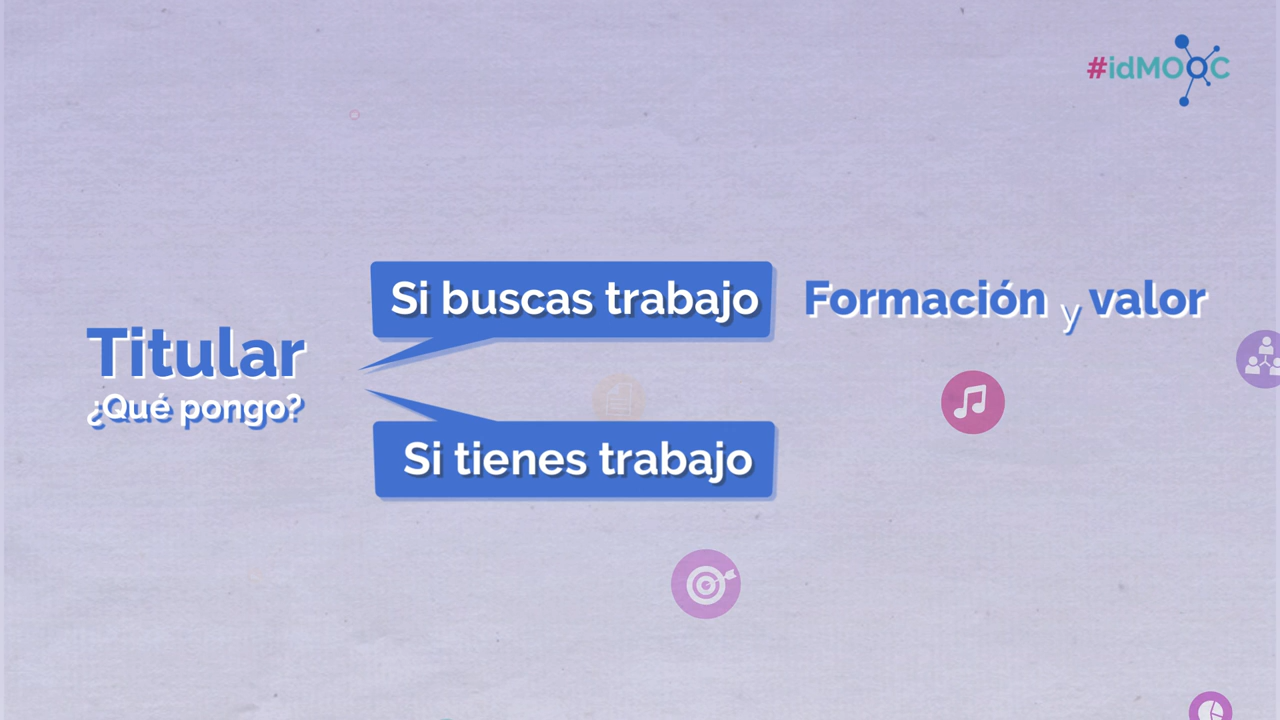 #idMOOC
Titular
¿Qué pongo?
Si buscas trabajo
Formación y valor
Si tienes trabajo